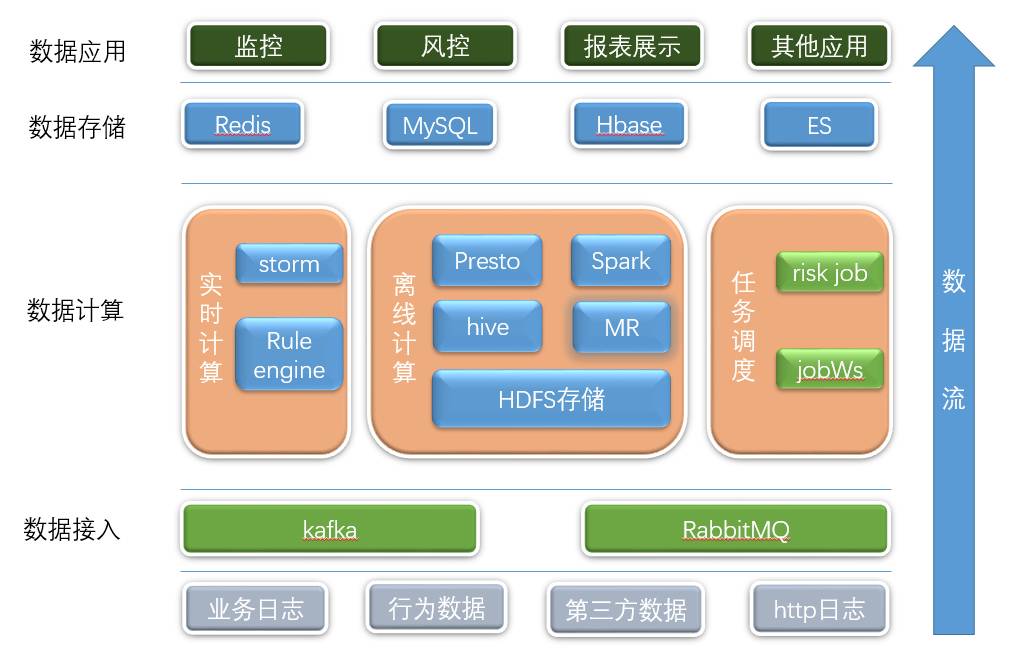 数据应用
监控
风控
报表展示
其他应用
数据存储
Redis
MySQL
Hbase
ES
数据计算
实时计算
storm
Rule
engine
离线计算
Presto
Spark
hive
MR
HDFS存储
任务调度
risk job
jobWs
数据接入
kafka
RabbitMQ
业务日志
行为数据
第三方数据
http日志
数据流